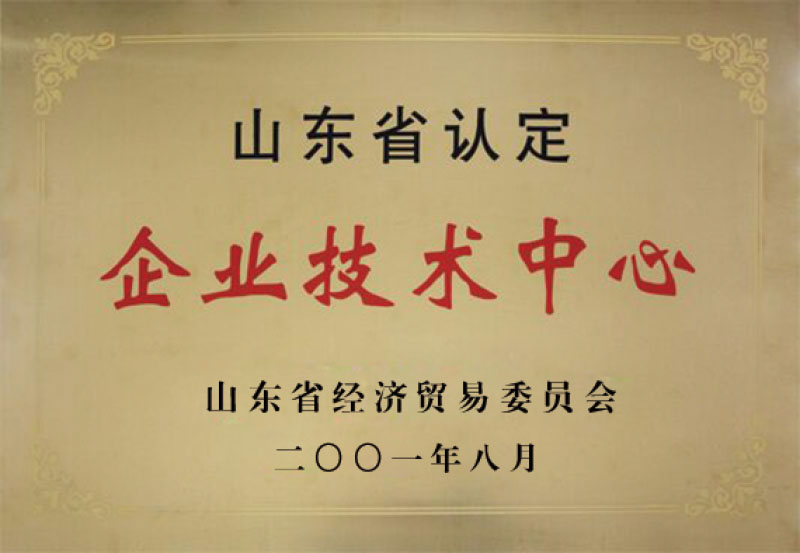 山东省认定
企业技术中心
山东省经济贸易委员会
二〇〇一年八月